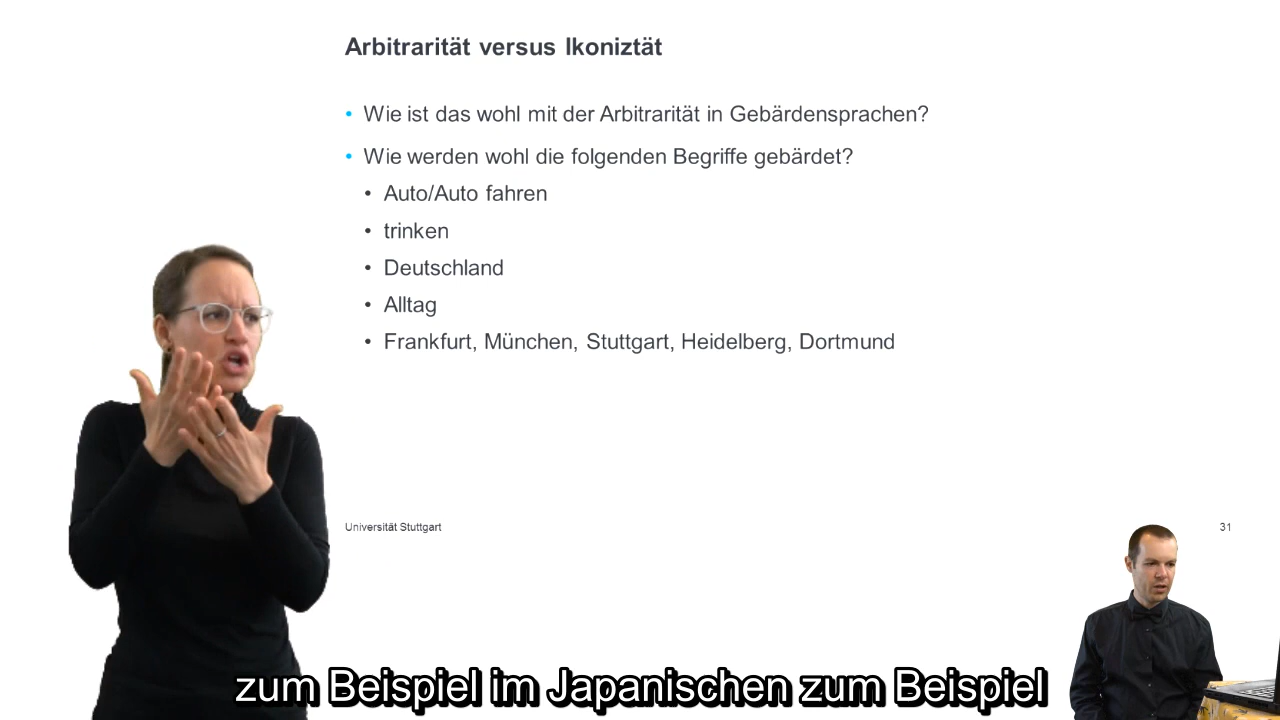 Arbitrarität versus Ikoniztät
• Wie ist das wohl mit der Arbitrarität in Gebärdensprachen?
• Wie werden wohl die folgenden Begriffe gebärdet?
• Auto/Auto fahren
• trinken
• Deutschland
• Alltag
• Frankfurt, München, Stuttgart, Heidelberg, Dortmund
Universität Stuttgart
31
zum Beispiel im Japanischen zum Beispiel